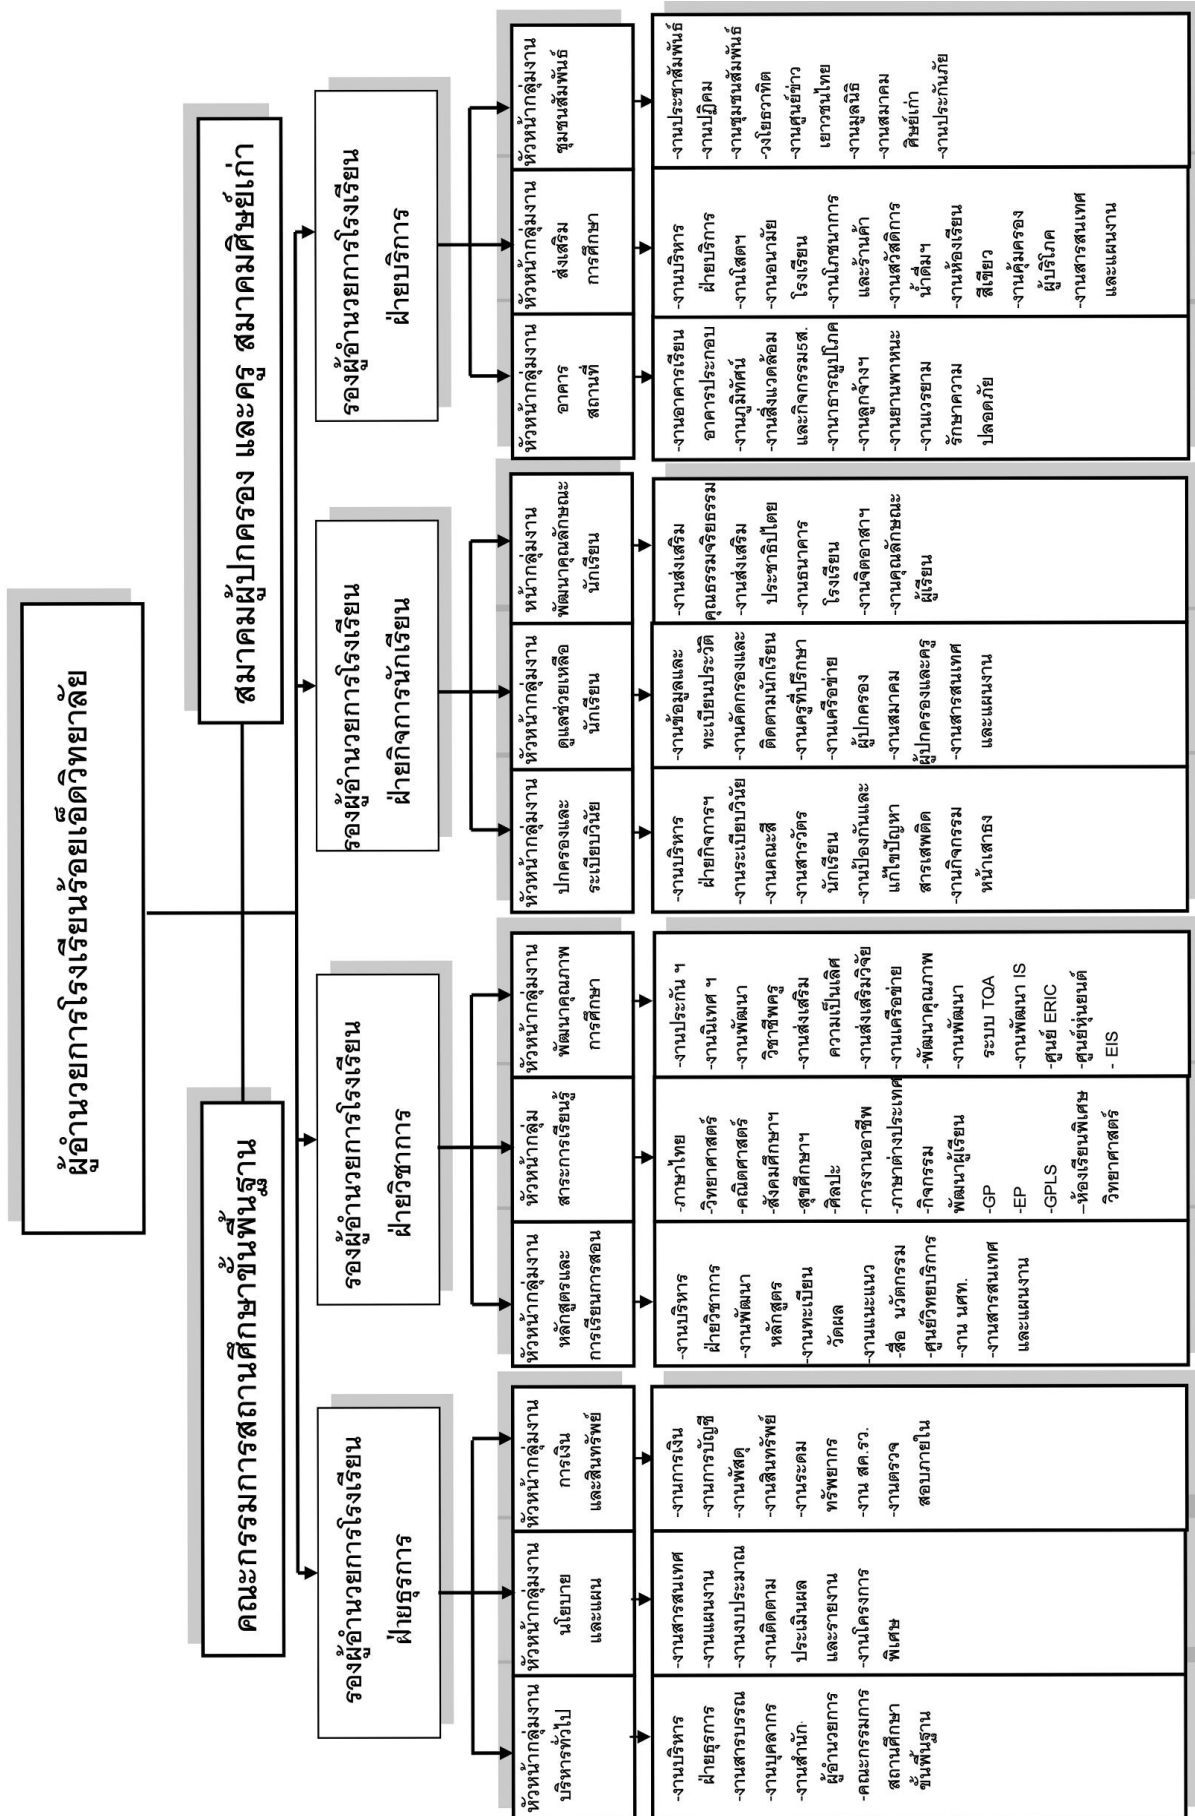 ผู้อำนวยการโรงเรียนร้อยเอ็ดวิทยาลัย
คณะกรรมการสถานศึกษาขั้นพื้นฐาน
สมาคมผู้ปกครอง และครู สมาคมศิษย์เก่า
รองผู้อำนวยการโรงเรียน
ฝ่ายธุรการ
รองผู้อำนวยการโรงเรียน
ฝ่ายวิชาการ
รองผู้อำนวยการโรงเรียน
ฝ่ายกิจการนักเรียน
รองผู้อำนวยการโรงเรียน
ฝ่ายบริการ
หัวหน้ากลุ่มงาน
บริหารทั่วไป
หัวหน้ากลุ่มงาน
นโยบาย
และแผน
หัวหน้ากลุ่มงาน
การเงิน
และสินทรัพย์
หัวหน้ากลุ่มงาน
หลักสูตรและ
การเรียนการสอน
หัวหน้ากลุ่ม
สาระการเรียนรู้
หัวหน้ากลุ่มงาน
พัฒนาคุณภาพ
การศึกษา
หัวหน้ากลุ่มงาน
ปกครองและ
ระเบียบวินัย
หัวหน้ากลุ่มงาน
ดูแลช่วยเหลือ
นักเรียน
หน้ากลุ่มงาน
พัฒนาคุณลักษณะ
นักเรียน
หัวหน้ากลุ่มงาน
อาคาร
สถานที่
หัวหน้ากลุ่มงาน
ส่งเสริม
การศึกษา
หัวหน้ากลุ่มงาน
ชุมชนสัมพันธ์
-งานบริหาร
ฝ่ายธุรการ
-งานสารบรรณ
-งานบุคลากร
-งานสำนัก
ผู้อำนวยการ
-คณะกรรมการ
สถานศึกษา
ขั้นพื้นฐาน
-งานสารสนเทศ
-งานแผนงาน
-งานงบประมาณ
-งานติดตาม
ประเมินผล
และรายงาน
-งานโครงการ
พิเศษ
-งานการเงิน
-งานการบัญชี
-งานพัสดุ
-งานสินทรัพย์
-งานระดม
ทรัพยากร
-งาน สค.รว.
-งานตรวจ
สอบภายใน
-งานบริหาร
ฝ่ายวิชาการ
-งานพัฒนา
หลักสูตร
-งานทะเบียน
วัดผล
-งานแนะแนว
-สื่อ นวัตกรรม
-ศูนย์วิทยบริการ
-งาน นศท.
-งานสารสนเทศ
และแผนงาน
-ภาษาไทย
-วิทยาศาสตร์
-คณิตศาสตร์
-สังคมศึกษาฯ
-สุขศึกษาฯ
-ศิลปะ
-การงานอาชีพ
-ภาษาต่างประเทศ
-กิจกรรม
พัฒนาผู้เรียน
-GP
-EP
-GPLS
–ห้องเรียนพิเศษ
วิทยาศาสตร์
-งานประกัน ฯ
-งานนิเทศ ฯ
-งานพัฒนา
วิชาชีพครู
-งานส่งเสริม
ความเป็นเลิศ
-งานส่งเสริมวิจัย
-งานเครือข่าย
-พัฒนาคุณภาพ
-งานพัฒนา
ระบบ TQA
-งานพัฒนา IS
-ศูนย์ ERIC
-ศูนย์หุ่นยนต์
- EIS
-งานบริหาร
ฝ่ายกิจการฯ
-งานระเบียบวินัย
-งานคณะสี
-งานสารวัตร
นักเรียน
-งานป้องกันและ
แก้ไขปัญหา
สารเสพติด
-งานกิจกรรม
หน้าเสาธง
-งานข้อมูลและ
ทะเบียนประวัติ
-งานคัดกรองและ
ติดตามนักเรียน
-งานครูที่ปรึกษา
-งานเครือข่าย
ผู้ปกครอง
-งานสมาคม
ผู้ปกครองและครู
-งานสารสนเทศ
และแผนงาน
-งานส่งเสริม
คุณธรรมจริยธรรม
-งานส่งเสริม
ประชาธิปไตย
-งานธนาคาร
โรงเรียน
-งานจิตอาสาฯ
-งานคุณลักษณะ
ผู้เรียน
-งานอาคารเรียน
อาคารประกอบ
-งานภูมิทัศน์
-งานสิ่งแวดล้อม
และกิจกรรม5ส.
-งานาธารณูปโภค
-งานลูกจ้างฯ
-งานยานพาหนะ
-งานเวรยาม
รักษาความ
ปลอดภัย
-งานบริหาร
ฝ่ายบริการ
-งานโสตฯ
-งานอนามัย
โรงเรียน
-งานโภชนาการ
และร้านค้า
-งานสวัสดิการ
น้ำดื่มฯ
-งานห้องเรียน
สีเขียว
-งานคุ้มครอง
ผู้บริโภค
-งานสารสนเทศ
และแผนงาน
-งานประชาสัมพันธ์
-งานปฏิคม
-งานชุมชนสัมพันธ์
-วงโยธวาทิต
-งานศูนย์ข่าว
เยาวชนไทย
-งานมูลนิธิ
-งานสมาคม
ศิษย์เก่า
-งานประกันภัย